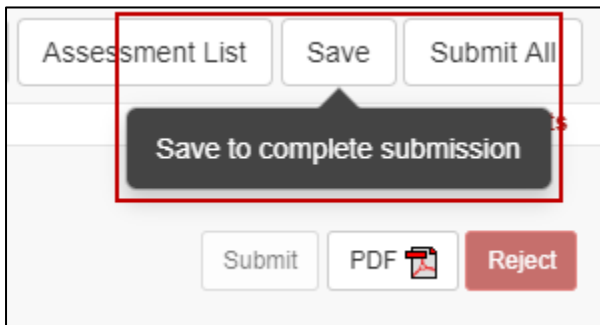 Assessment List Save Submit All
Save to complete submission
Submit PDF Reject